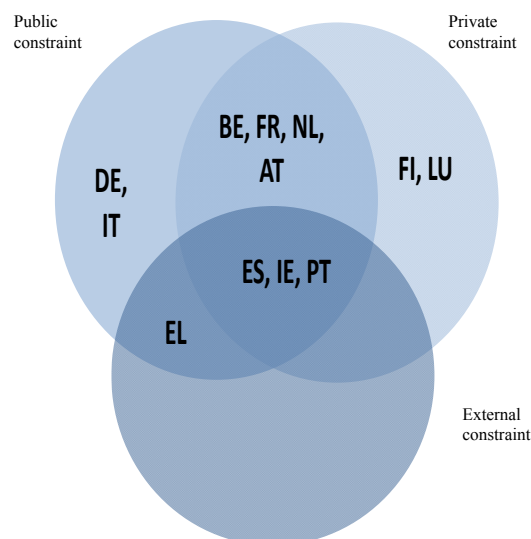 Public
constraint
Private
constraint
BE, FR, NL,
AT
DE,
IT
FI, LU
ES, IE, PT
EL
External
constraint